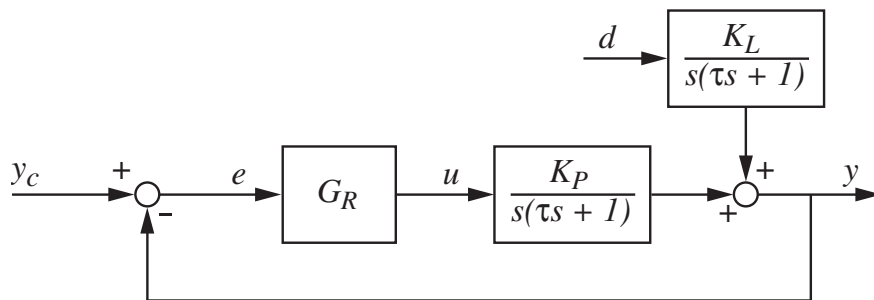 d
K_L
s(τs + 1)
y_c
+
−
e
G_R
u
K_P
s(τs + 1)
+
+
y